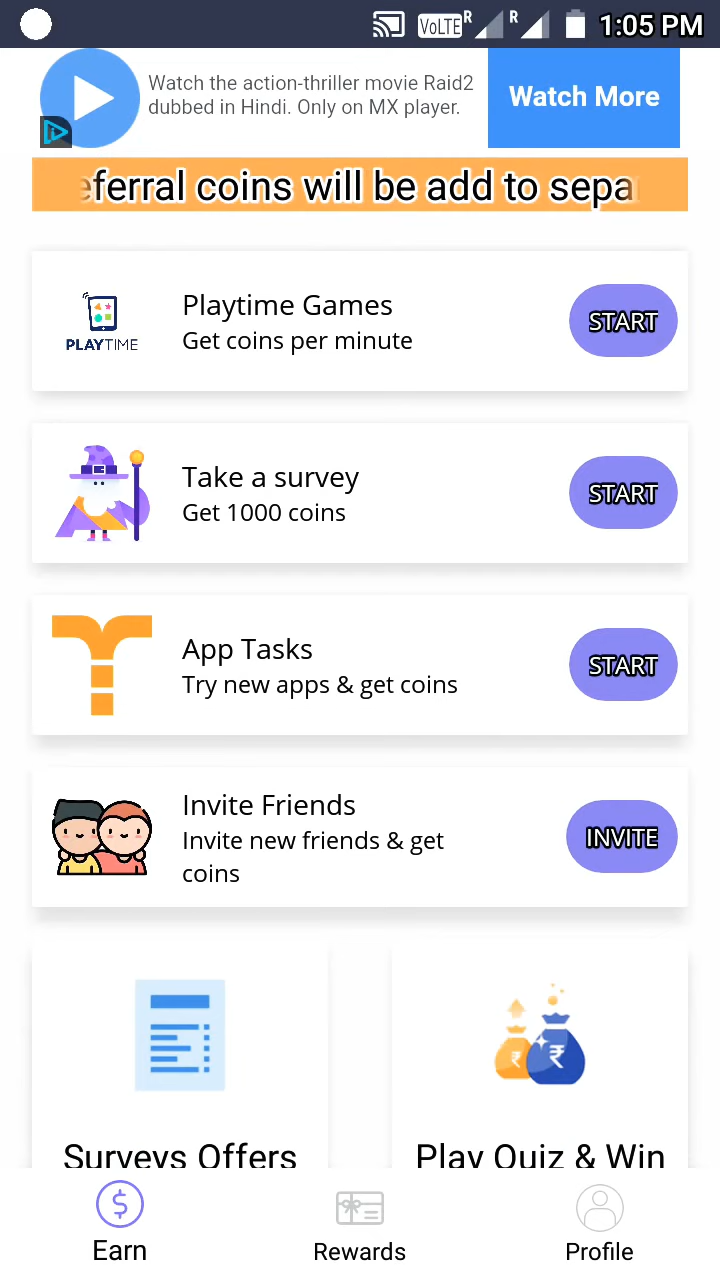 VoLTE R R 1:05 PM
Watch the action-thriller movie Raid2
dubbed in Hindi. Only on MX player.
Watch More
eferral coins will be add to sepa
Playtime Games
Get coins per minute
START
PLAYTIME
Take a survey
Get 1000 coins
START
App Tasks
Try new apps & get coins
START
Invite Friends
Invite new friends & get
coins
INVITE
Surveys Offers
Play Quiz & Win
Earn
Rewards
Profile